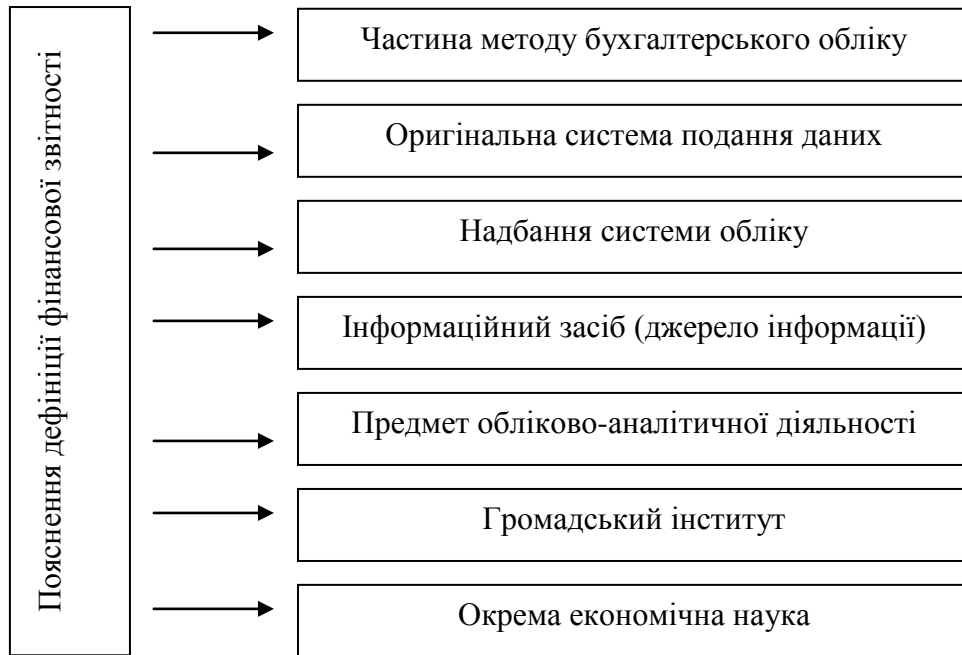 Пояснення дефініції фінансової звітності
Частина методу бухгалтерського обліку
Оригінальна система подання даних
Надбання системи обліку
Інформаційний засіб (джерело інформації)
Предмет обліково-аналітичної діяльності
Громадський інститут
Окрема економічна наука